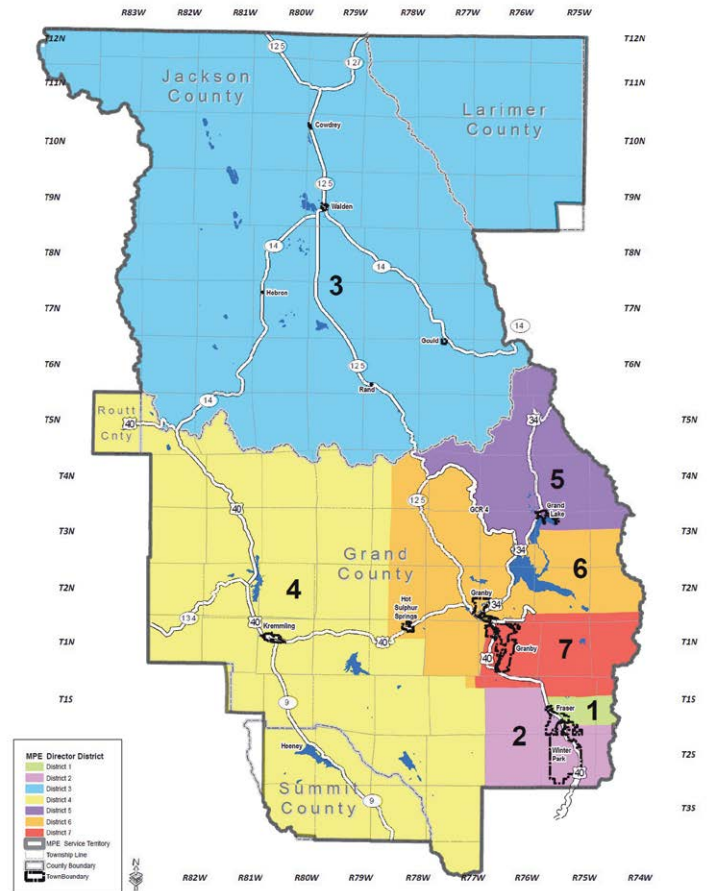 R83W R82W R81W R80W R79W R78W R77W R76W R75W
T12N T12N
125 127
Jackson
County
T11N T11N
Larimer
County
Cowdrey
T10N T10N
125
T9N T9N
Walden
14
T8N 14 T8N
3
Hebron
T7N T7N
14
Gould
125
T6N T6N
Rand
14
Routt
Cnty
34
T5N T5N
40
5
T4N T4N
125
GCR 4
Grand
Lake
40
T3N T3N
34
Grand
County
6
4
T2N T2N
Granby
34
Hot
Sulphur
Springs
134
40
Kremmling
40
7
T1N T1N
Granby
40
9
Fraser
1
T1S T1S
2
Winter
Park
Heeney
T2S
40
Summit
County
9
T3S
MPE Director District
District 1
District 2
District 3
District 4
District 5
District 6
District 7
MPE Service Territory
Township Line
County Boundary
TownBoundary
N
R82W R81W R80W R79W R78W R77W R76W R75W R74W